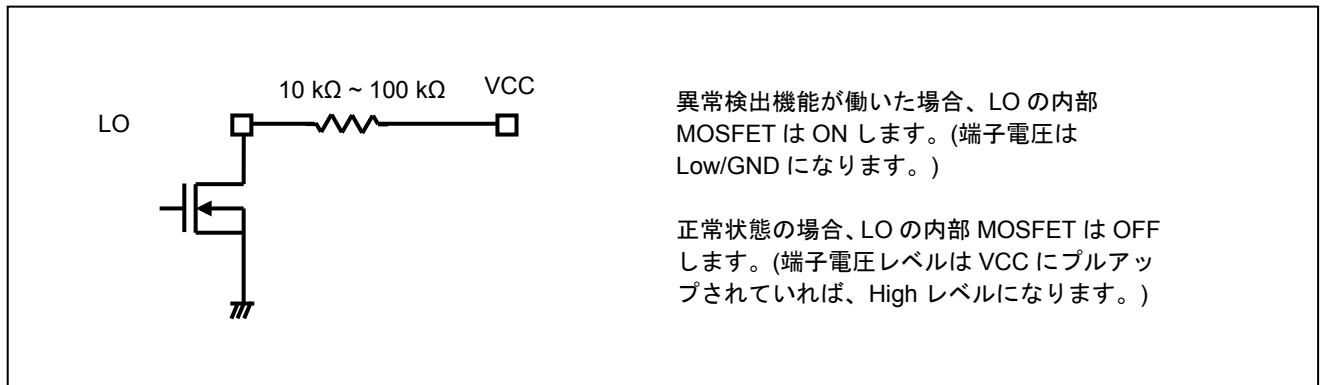 10 kΩ ~ 100 kΩ
VCC
LO
異常検出機能が働いた場合、LO の内部
MOSFET は ON します。(端子電圧は
Low/GND になります。)
正常状態の場合、LO の内部 MOSFET は OFF
します。(端子電圧レベルは VCC にプルアッ
プされていれば、High レベルになります。)